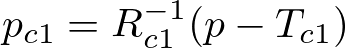 $p_{c1} = R_{c1}^{-1}(p - T_{c1})$